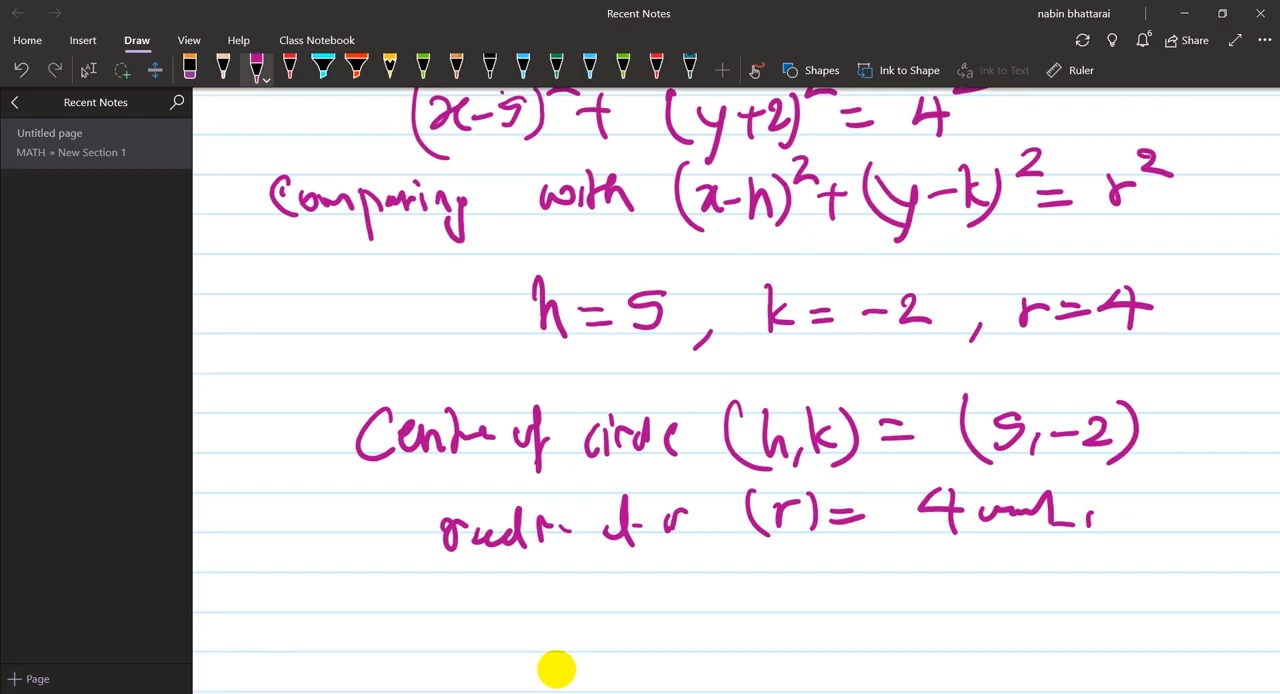 Recent Notes
nabin bhattarai
Home Insert Draw View Help Class Notebook
6
Share
Shapes Ink to Shape Ink to Text Ruler
Recent Notes
Untitled page
MATH » New Section 1
(x-5)² + (y+2)² = 4²
Comparing with (x-h)² + (y-k)² = r²
h = 5, k = -2, r = 4
Centre of circle (h,k) = (5,-2)
(r) = 4
Page